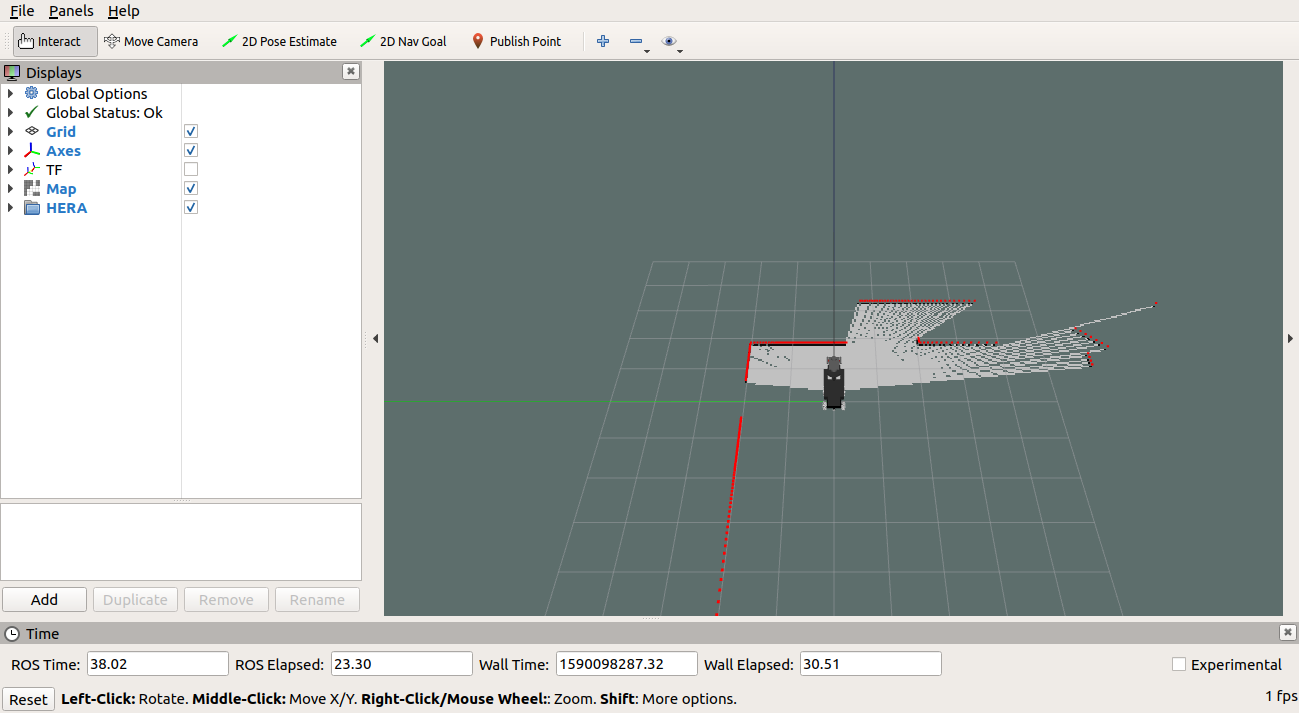 File Panels Help
Interact Move Camera 2D Pose Estimate 2D Nav Goal Publish Point
Displays
Global Options
Global Status: Ok
Grid
Axes
TF
Map
HERA
Add Duplicate Remove Rename
Time
ROS Time: 38.02 ROS Elapsed: 23.30 Wall Time: 1590098287.32 Wall Elapsed: 30.51 Experimental
Reset Left-Click: Rotate. Middle-Click: Move X/Y. Right-Click/Mouse Wheel:: Zoom. Shift: More options. 1 fps